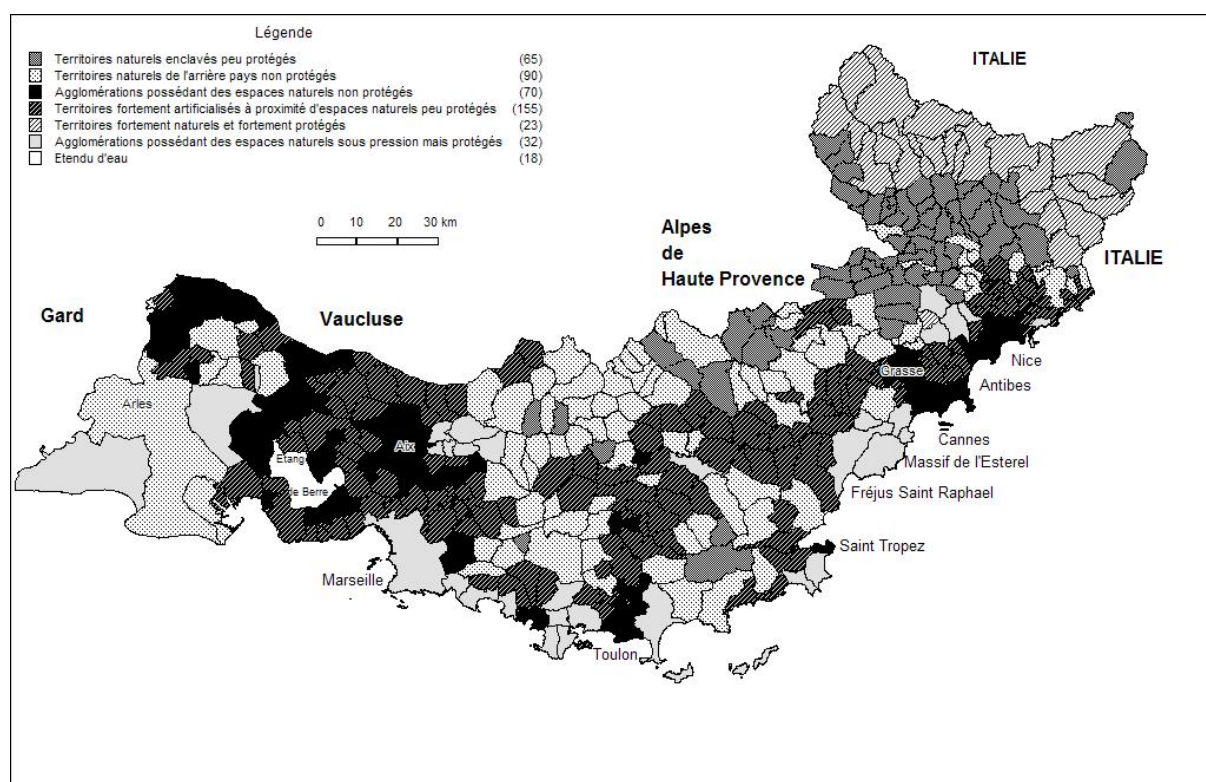 Légende
Territoires naturels enclavés peu protégés (65)
Territoires naturels de l'arrière pays non protégés (90)
Agglomérations possédant des espaces naturels non protégés (70)
Territoires fortement artificialisés à proximité d'espaces naturels peu protégés (155)
Territoires fortement naturels et fortement protégés (23)
Agglomérations possédant des espaces naturels sous pression mais protégés (32)
Etendu d'eau (18)
0 10 20 30 km
ITALIE
Alpes
de
Haute Provence
ITALIE
Gard
Vaucluse
Nice
Grasse
Antibes
Arles
Cannes
Aix
Etang
Massif de l'Esterel
Berre
Fréjus Saint Raphael
Saint Tropez
Marseille
Toulon